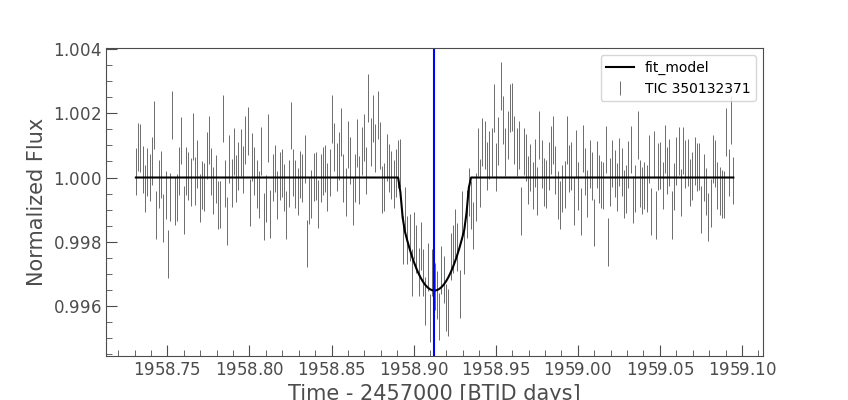 1.004
1.002
1.000
0.998
0.996
Normalized Flux
fit_model
TIC 350132371
1958.75 1958.80 1958.85 1958.90 1958.95 1959.00 1959.05 1959.10
Time - 2457000 [BTJD days]